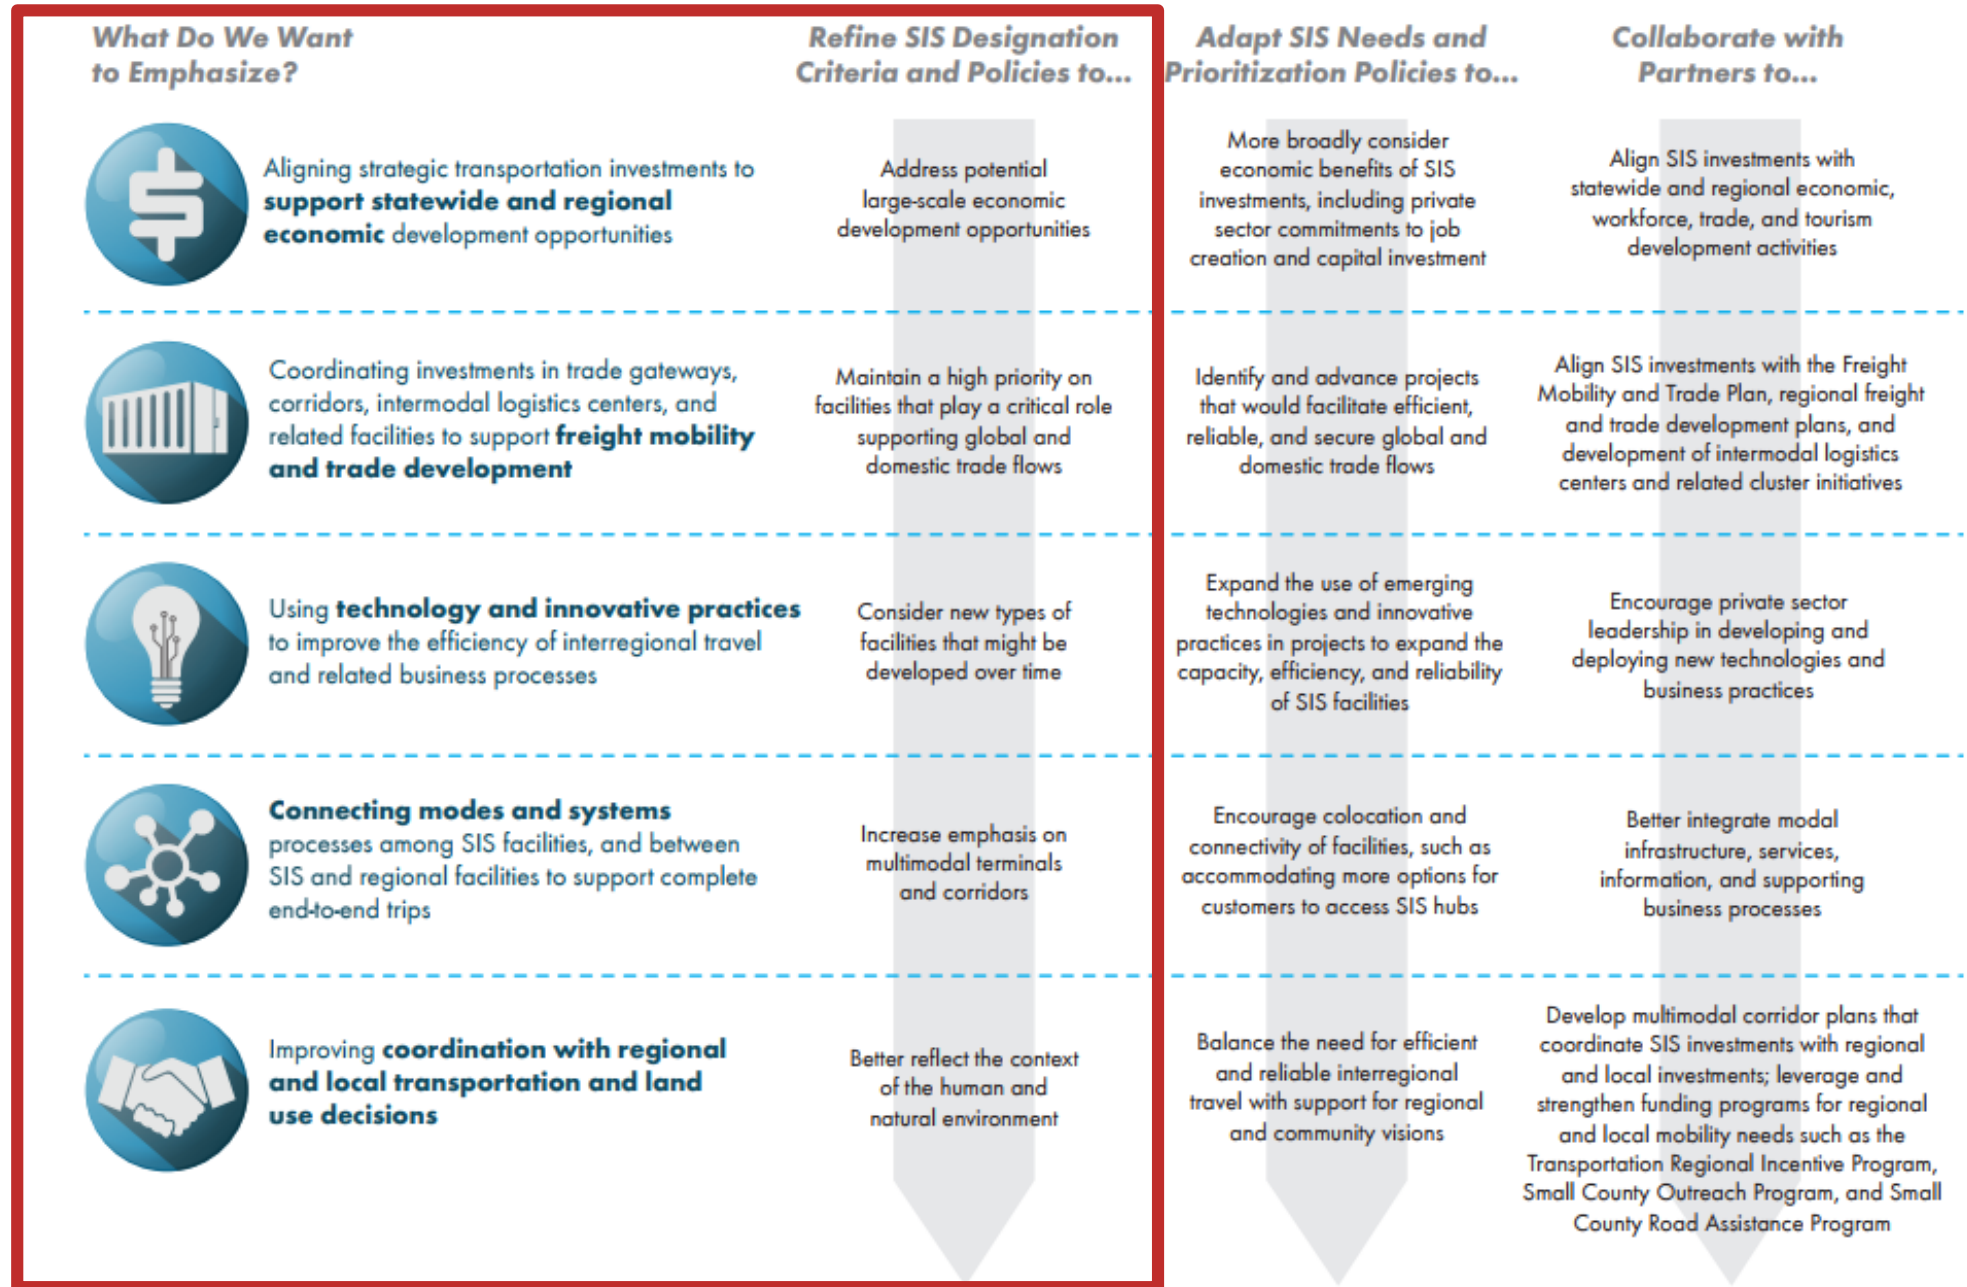 What Do We Want
to Emphasize?
Refine SIS Designation
Criteria and Policies to...
Adapt SIS Needs and
Prioritization Policies to...
Collaborate with
Partners to...
Aligning strategic transportation investments to
support statewide and regional
economic development opportunities
Address potential
large-scale economic
development opportunities
More broadly consider
economic benefits of SIS
investments, including private
sector commitments to job
creation and capital investment
Align SIS investments with
statewide and regional economic,
workforce, trade, and tourism
development activities
Coordinating investments in trade gateways,
corridors, intermodal logistics centers, and
related facilities to support freight mobility
and trade development
Maintain a high priority on
facilities that play a critical role
supporting global and
domestic trade flows
Identify and advance projects
that would facilitate efficient,
reliable, and secure global and
domestic trade flows
Align SIS investments with the Freight
Mobility and Trade Plan, regional freight
and trade development plans, and
development of intermodal logistics
centers and related cluster initiatives
Using technology and innovative practices
to improve the efficiency of interregional travel
and related business processes
Consider new types of
facilities that might be
developed over time
Expand the use of emerging
technologies and innovative
practices in projects to expand the
capacity, efficiency, and reliability
of SIS facilities
Encourage private sector
leadership in developing and
deploying new technologies and
business practices
Connecting modes and systems
processes among SIS facilities, and between
SIS and regional facilities to support complete
end-to-end trips
Increase emphasis on
multimodal terminals
and corridors
Encourage colocation and
connectivity of facilities, such as
accommodating more options for
customers to access SIS hubs
Better integrate modal
infrastructure, services,
information, and supporting
business processes
Improving coordination with regional
and local transportation and land
use decisions
Better reflect the context
of the human and
natural environment
Balance the need for efficient
and reliable interregional
travel with support for regional
and community visions
Develop multimodal corridor plans that
coordinate SIS investments with regional
and local investments; leverage and
strengthen funding programs for regional
and local mobility needs such as the
Transportation Regional Incentive Program,
Small County Outreach Program, and Small
County Road Assistance Program